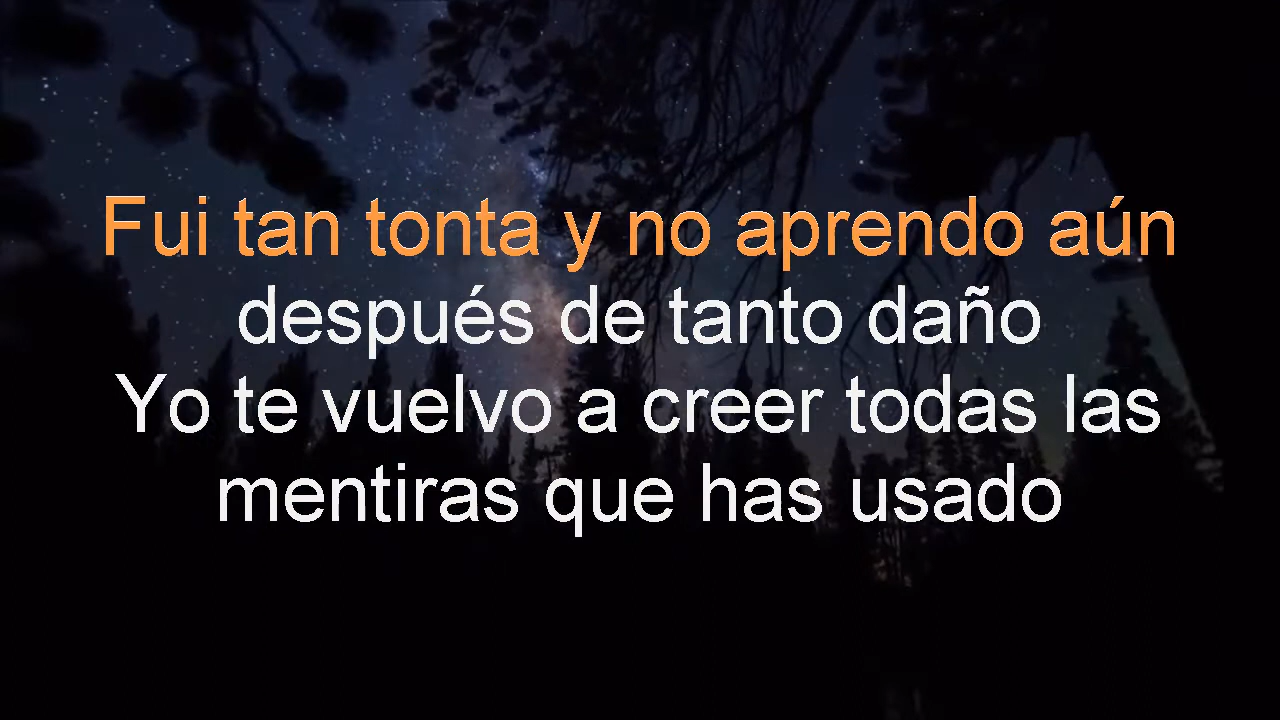 Fui tan tonta y no aprendo aún
después de tanto daño
Yo te vuelvo a creer todas las
mentiras que has usado